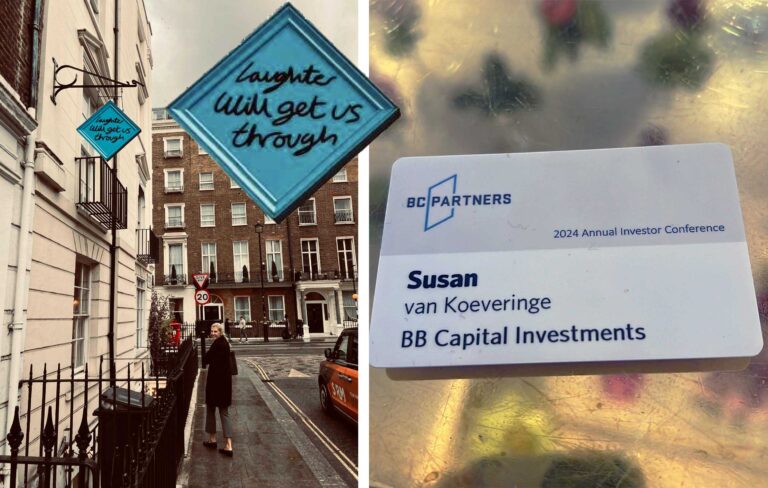 Laughter
Will get us
through
Laughter
Will get us
through
20
BC PARTNERS
2024 Annual Investor Conference
Susan
van Koeveringe
BB Capital Investments